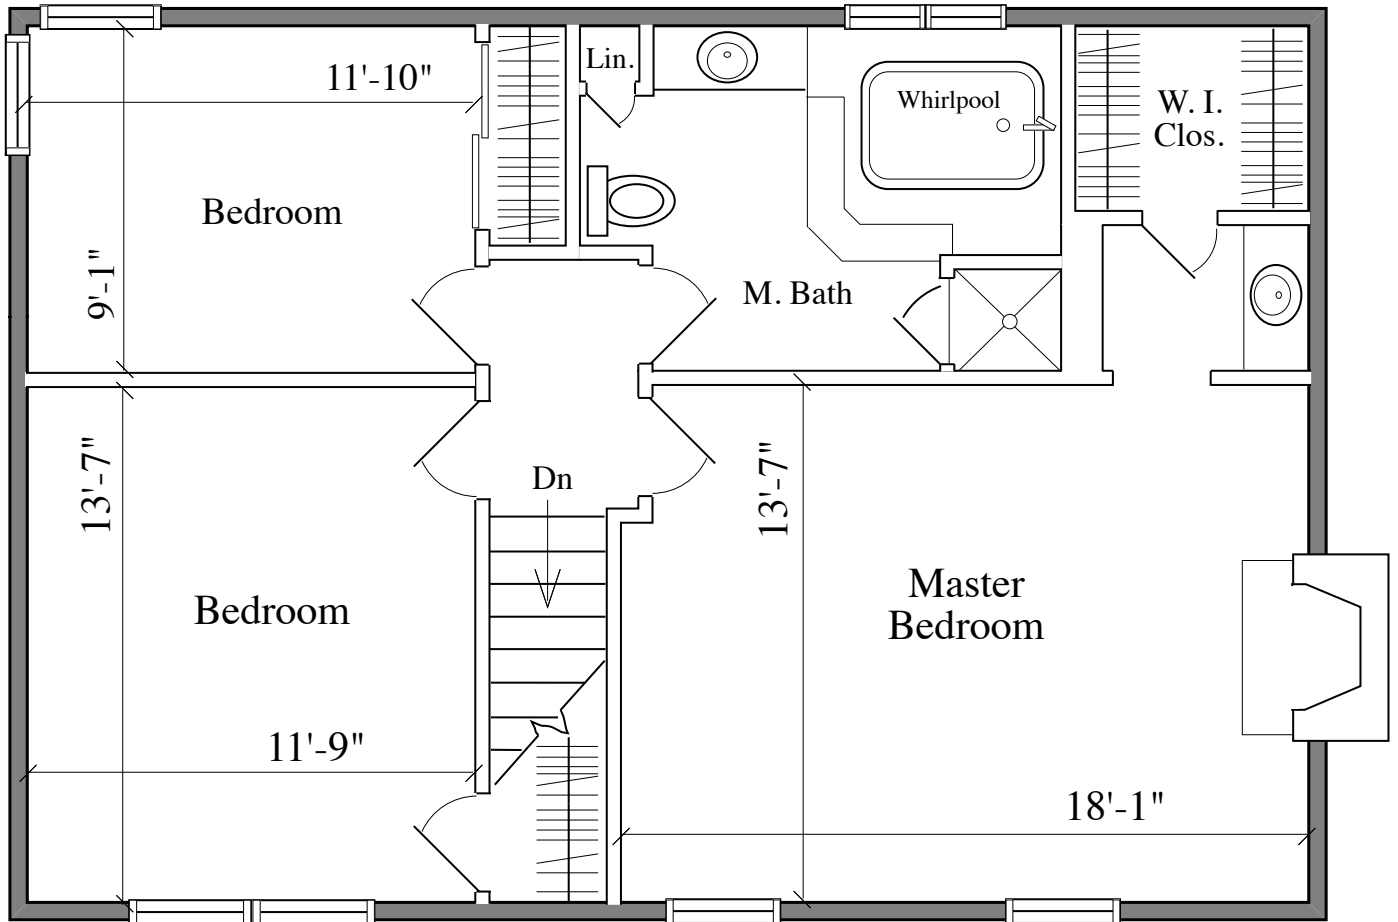 Lin.
11'-10"
Whirlpool
W. I.
Clos.
Bedroom
9'-1"
M. Bath
13'-7"
Dn
13'-7"
Master
Bedroom
Bedroom
11'-9"
18'-1"